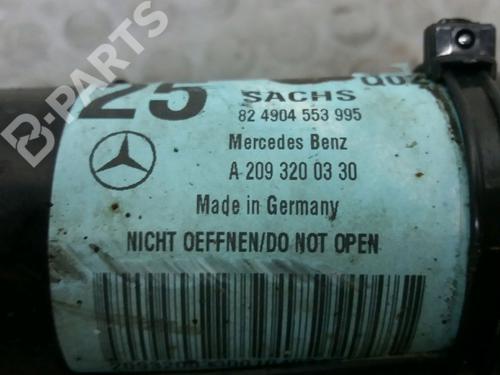 25
SACHS
82 4904 553 995
Mercedes Benz
A 209 320 03 30
Made in Germany
NICHT OEFFNEN/DO NOT OPEN
B-PARTS
B-PARTS